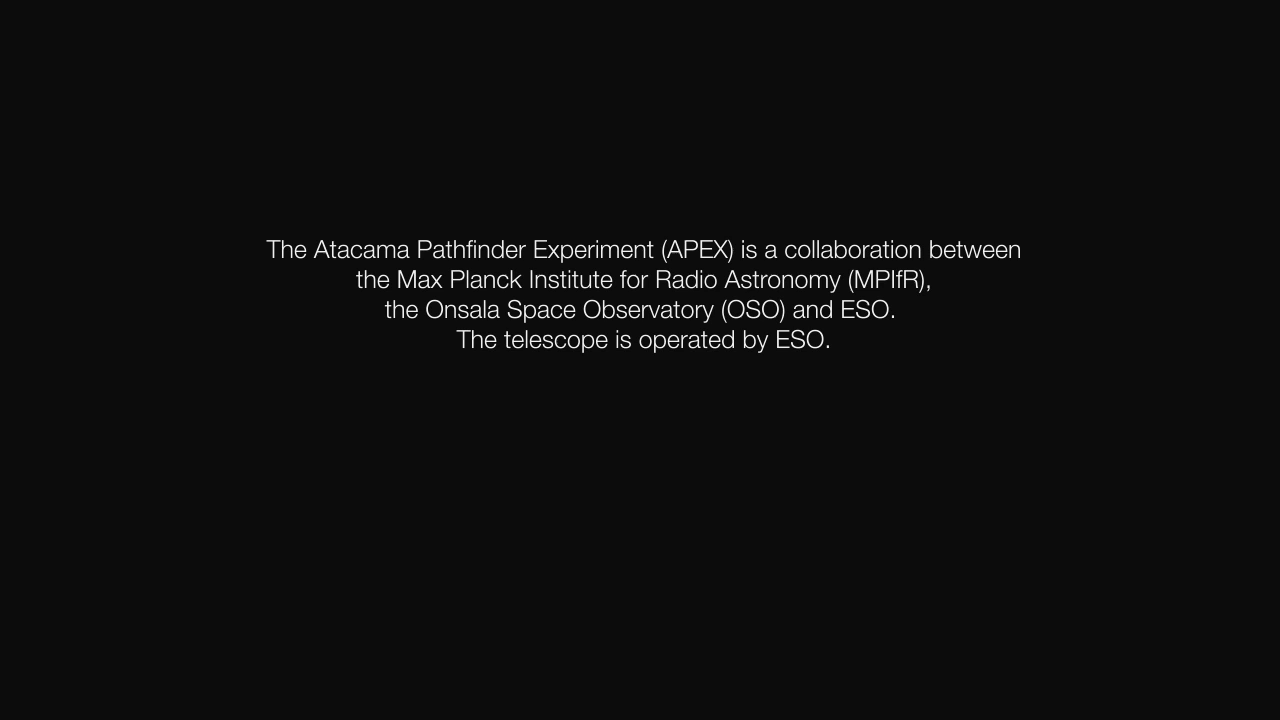 The Atacama Pathfinder Experiment (APEX) is a collaboration between
the Max Planck Institute for Radio Astronomy (MPIfR),
the Onsala Space Observatory (OSO) and ESO.
The telescope is operated by ESO.